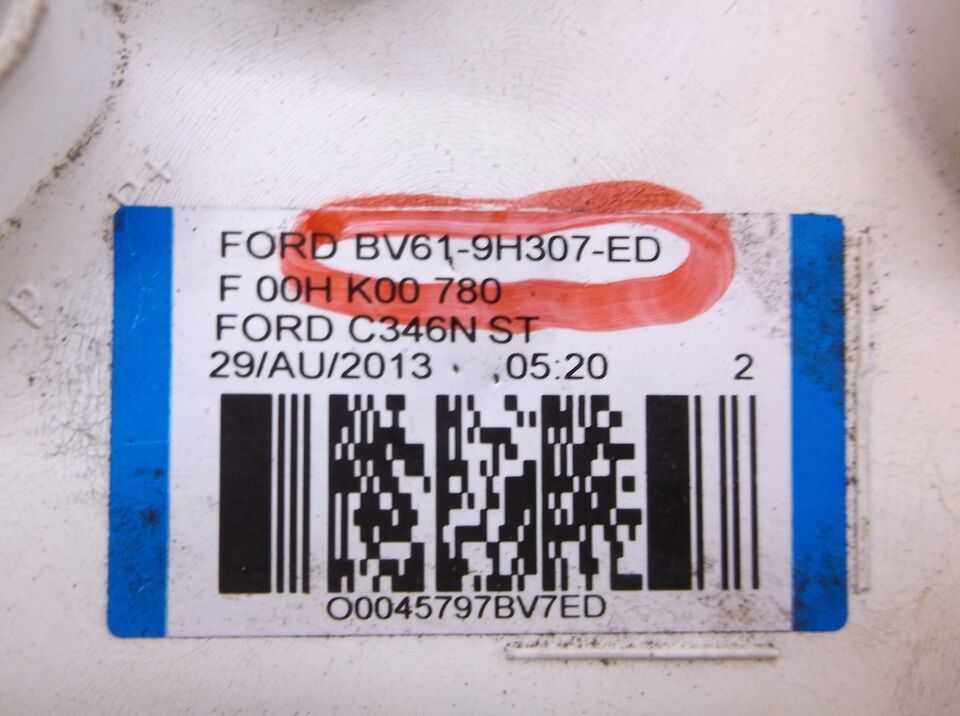 FORD BV61-9H307-ED
F 00H K00 780
FORD C346N ST
29/AU/2013 05:20 2
O0045797BV7ED